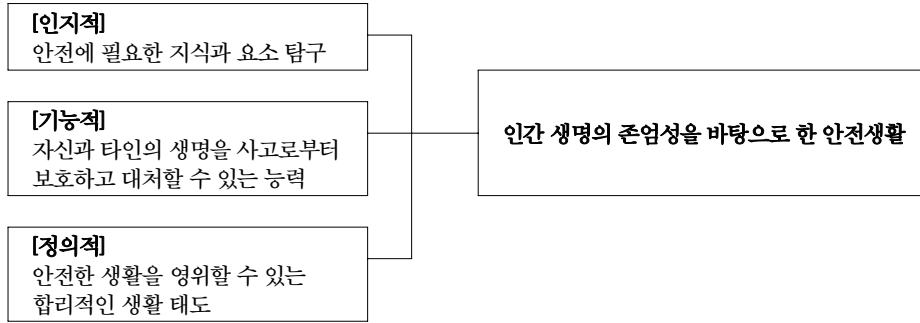 [인지적]
안전에 필요한 지식과 요소 탐구
[기능적]
자신과 타인의 생명을 사고로부터
보호하고 대처할 수 있는 능력
[정의적]
안전한 생활을 영위할 수 있는
합리적인 생활 태도
인간 생명의 존엄성을 바탕으로 한 안전생활